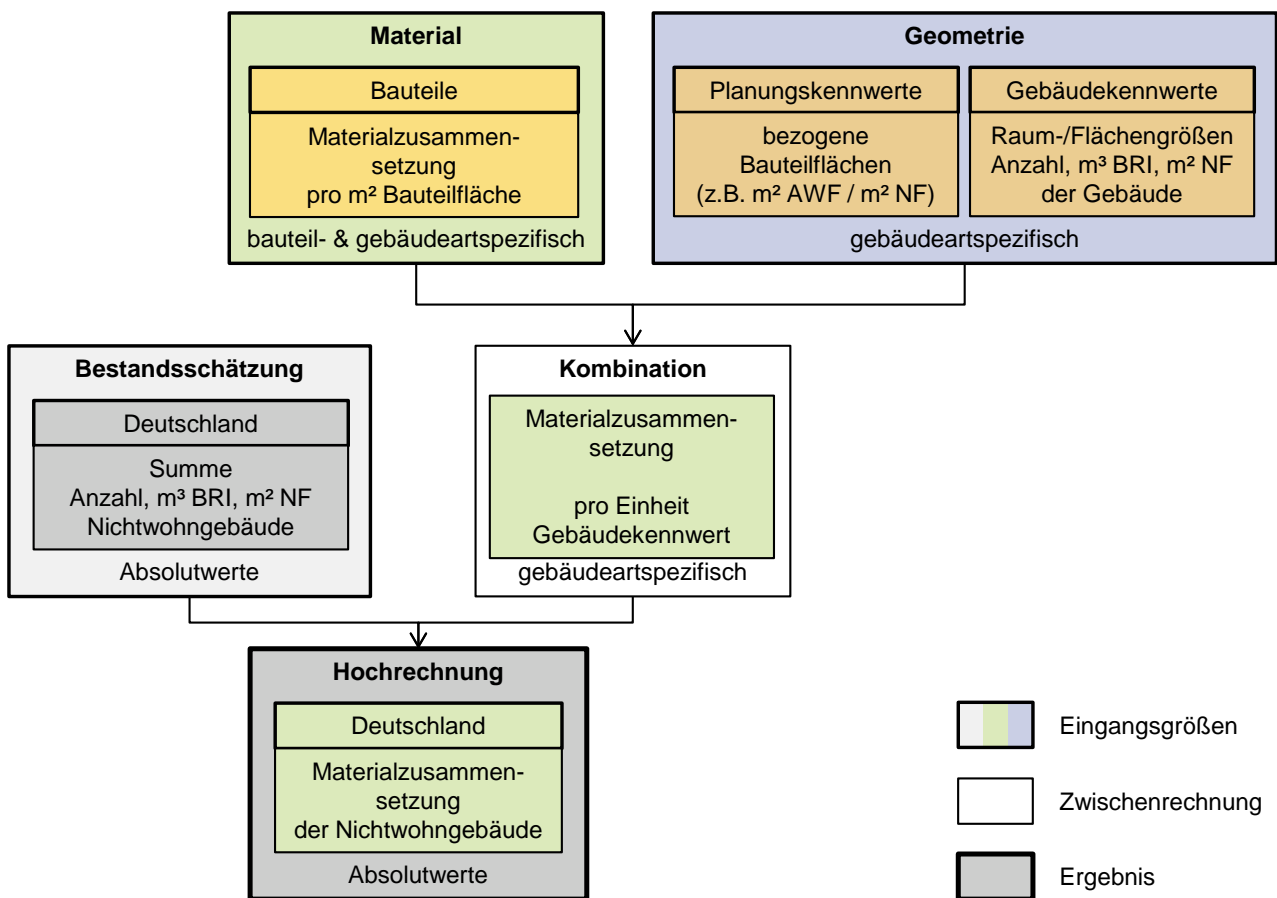 Material
Bauteile
Materialzusammen-
setzung
pro m² Bauteilfläche
bauteil- & gebäudeartspezifisch
Geometrie
Planungskennwerte
bezogene
Bauteilflächen
(z.B. m² AWF / m² NF)
Gebäudekennwerte
Raum-/Flächengrößen
Anzahl, m³ BRI, m² NF
der Gebäude
gebäudeartspezifisch
Bestandsschätzung
Deutschland
Summe
Anzahl, m³ BRI, m² NF
Nichtwohngebäude
Absolutwerte
Kombination
Materialzusammen-
setzung
pro Einheit
Gebäudekennwert
gebäudeartspezifisch
Hochrechnung
Deutschland
Materialzusammen-
setzung
der Nichtwohngebäude
Absolutwerte
Eingangsgrößen
Zwischenrechnung
Ergebnis